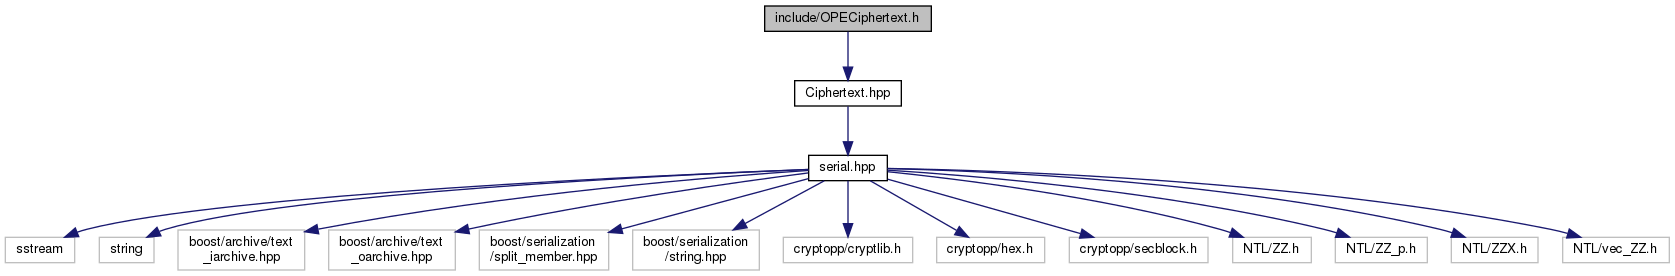 include/OPECiphertext.h
Ciphertext.hpp
serial.hpp
sstream
string
boost/archive/text
_iarchive.hpp
boost/archive/text
_oarchive.hpp
boost/serialization
/split_member.hpp
boost/serialization
/string.hpp
cryptopp/cryptlib.h
cryptopp/hex.h
cryptopp/secblock.h
NTL/ZZ.h
NTL/ZZ_p.h
NTL/ZZX.h
NTL/vec_ZZ.h